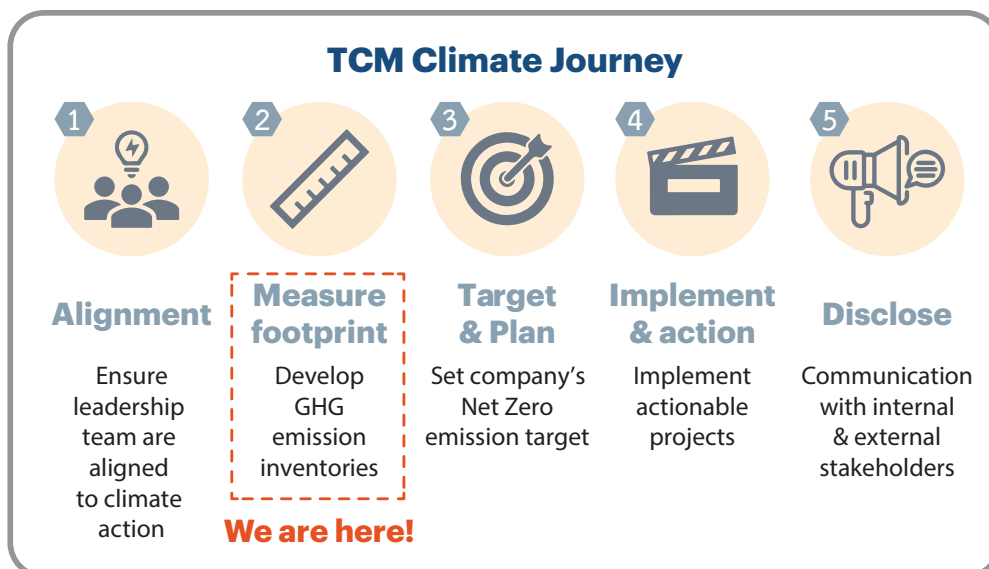 TCM Climate Journey
1
2
3
4
5
Alignment
Ensure
leadership
team are
aligned
to climate
action
Measure
footprint
Develop
GHG
emission
inventories
We are here!
Target
& Plan
Set company's
Net Zero
emission target
Implement
& action
Implement
actionable
projects
Disclose
Communication
with internal
& external
stakeholders